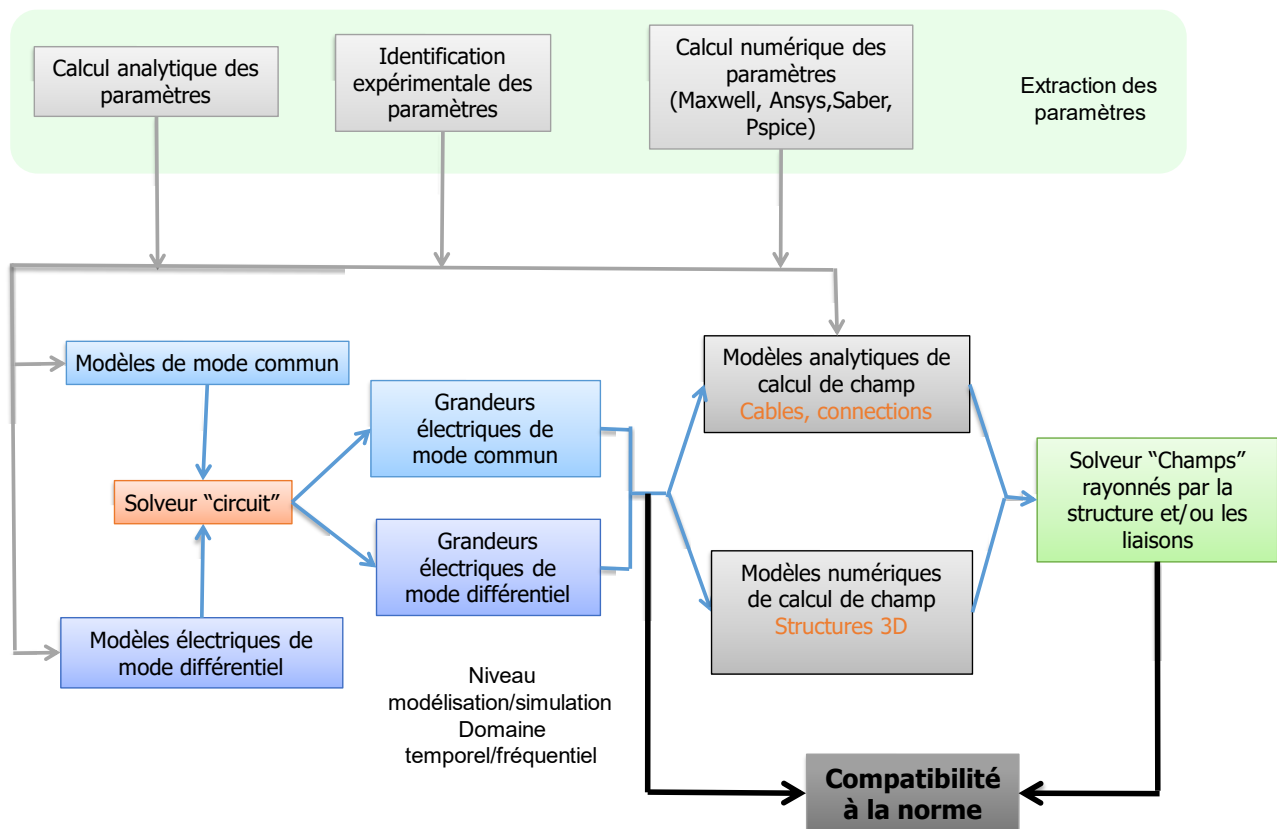 Calcul analytique des
paramètres
Identification
expérimentale des
paramètres
Calcul numérique des
paramètres
(Maxwell, Ansys,Saber,
Pspice)
Extraction des
paramètres
Modèles de mode commun
Solveur “circuit”
Modèles électriques de
mode différentiel
Grandeurs
électriques de
mode commun
Grandeurs
électriques de
mode différentiel
Niveau
modélisation/simulation
Domaine
temporel/fréquentiel
Modèles analytiques de
calcul de champ
Cables, connections
Modèles numériques
de calcul de champ
Structures 3D
Solveur “Champs”
rayonnés par la
structure et/ou les
liaisons
Compatibilité
à la norme